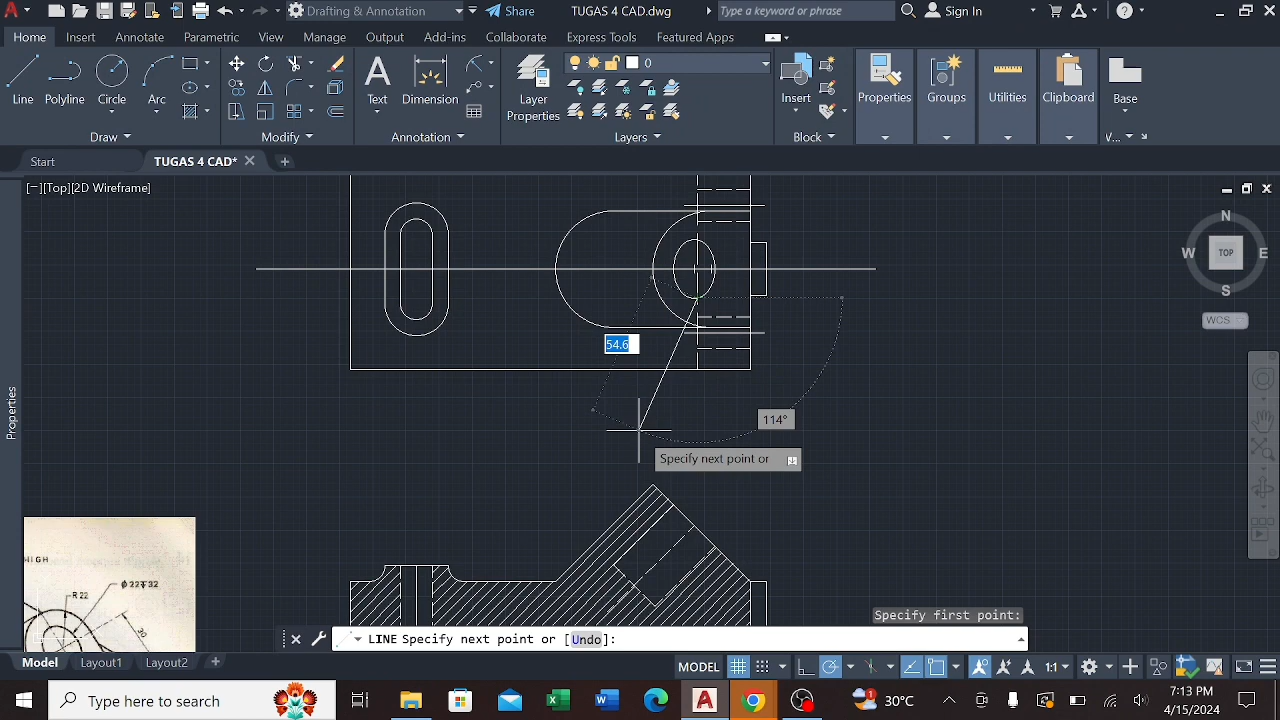 Drafting & Annotation
Share
TUGAS 4 CAD.dwg
Type a keyword or phrase
Sign In
Home Insert Annotate Parametric View Manage Output Add-ins Collaborate Express Tools Featured Apps
Line Polyline Circle Arc
Text Dimension
Layer Properties
0
Insert
Properties
Groups
Utilities
Clipboard
Base
Draw
Modify
Annotation
Layers
Block
V...
Start
TUGAS 4 CAD*
[−][Top][2D Wireframe]
N
W TOP E
S
WCS
54.6
114°
Specify next point or
Properties
HIGH
R 22
Specify first point:
LINE Specify next point or [Undo]:
Model Layout1 Layout2
MODEL
1:1
Type here to search
1
30°C
4/15/2024